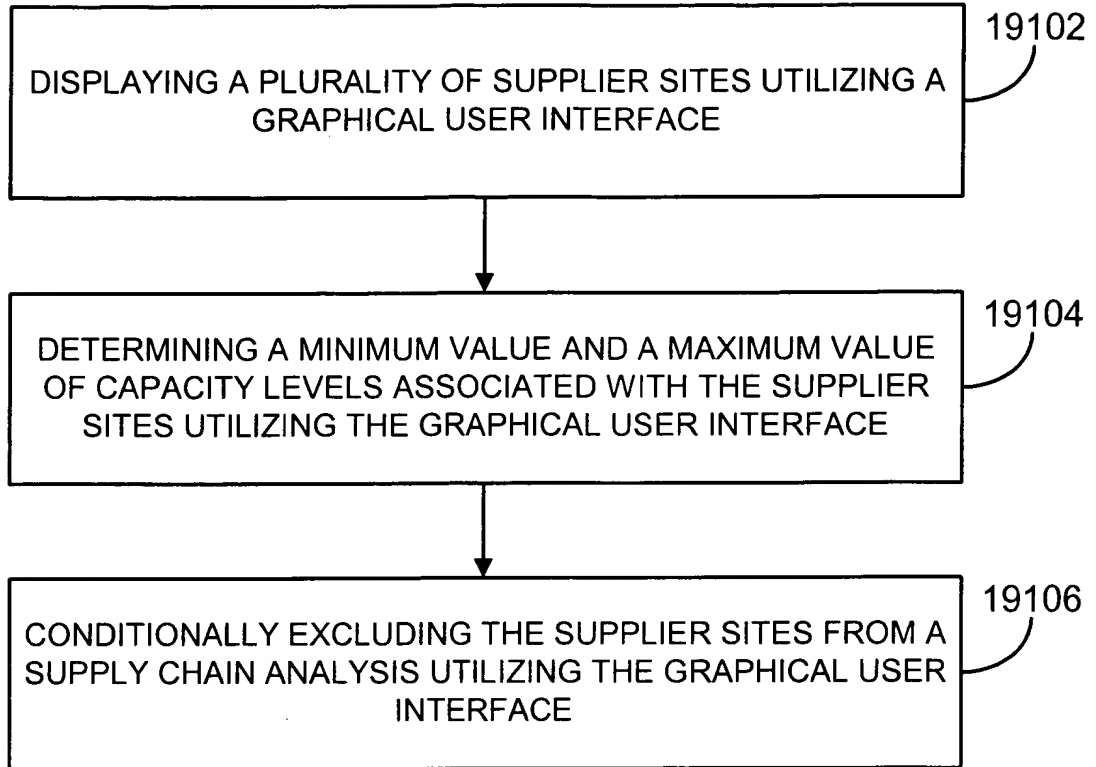 19102
DISPLAYING A PLURALITY OF SUPPLIER SITES UTILIZING A
GRAPHICAL USER INTERFACE
19104
DETERMINING A MINIMUM VALUE AND A MAXIMUM VALUE
OF CAPACITY LEVELS ASSOCIATED WITH THE SUPPLIER
SITES UTILIZING THE GRAPHICAL USER INTERFACE
19106
CONDITIONALLY EXCLUDING THE SUPPLIER SITES FROM A
SUPPLY CHAIN ANALYSIS UTILIZING THE GRAPHICAL USER
INTERFACE